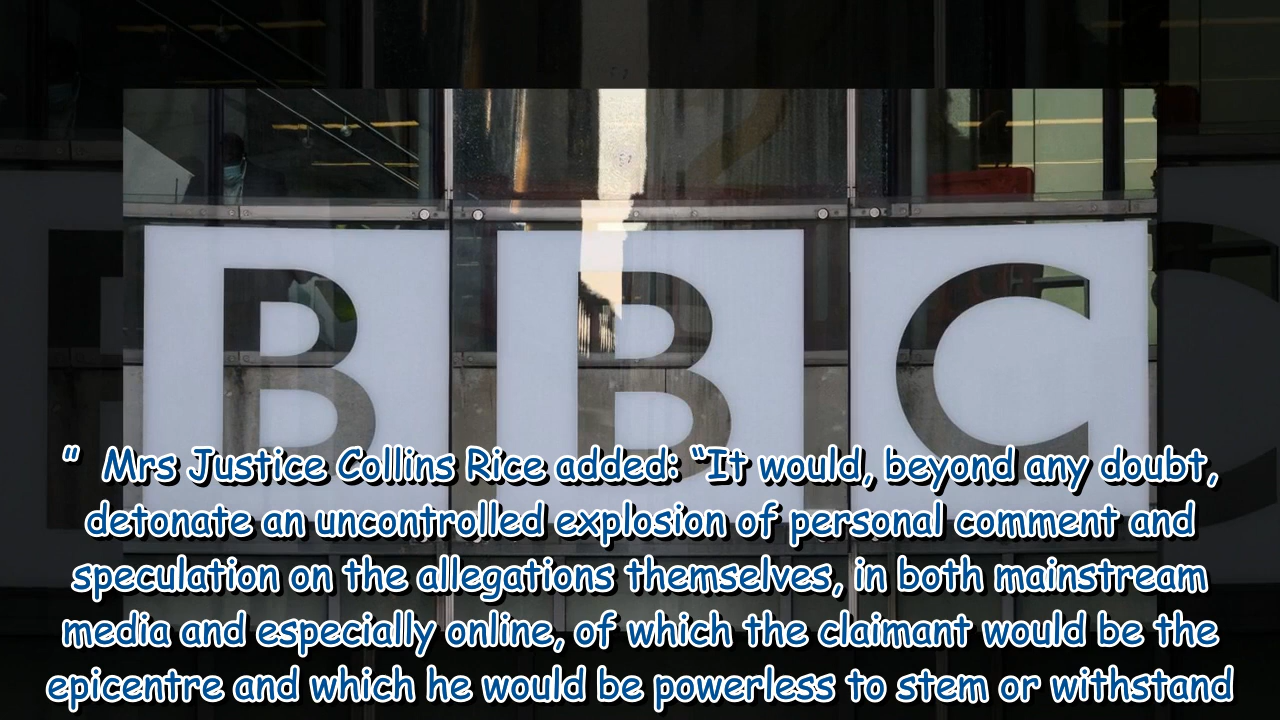 BBC
” Mrs Justice Collins Rice added: “It would, beyond any doubt,
detonate an uncontrolled explosion of personal comment and
speculation on the allegations themselves, in both mainstream
media and especially online, of which the claimant would be the
epicentre and which he would be powerless to stem or withstand